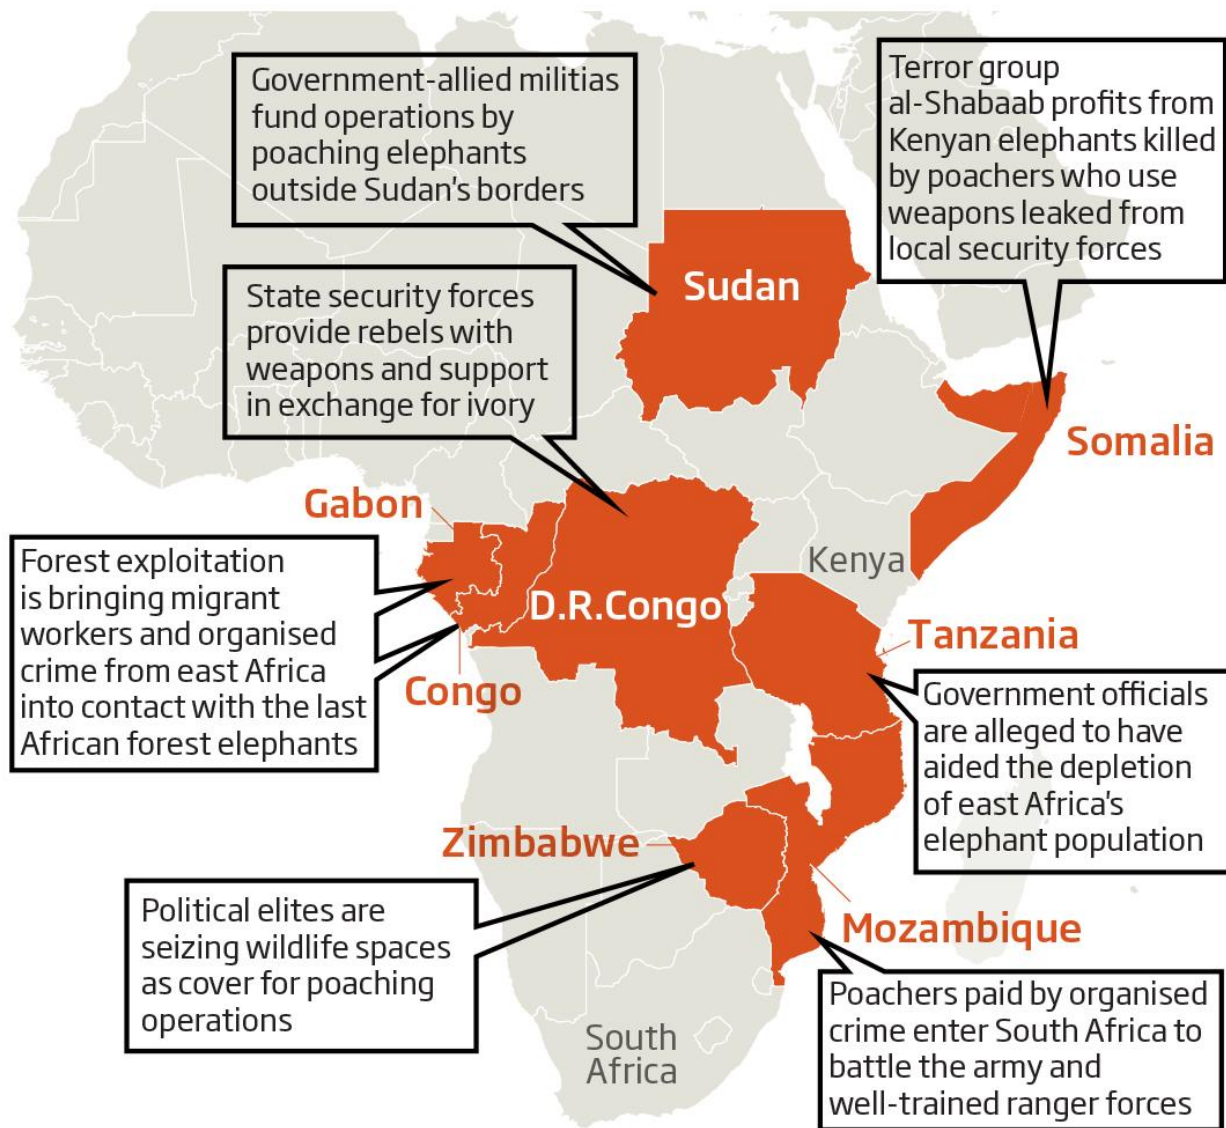 Government-allied militias
fund operations by
poaching elephants
outside Sudan's borders
Terror group
al-Shabaab profits from
Kenyan elephants killed
by poachers who use
weapons leaked from
local security forces
Sudan
State security forces
provide rebels with
weapons and support
in exchange for ivory
Somalia
Gabon
Kenya
Forest exploitation
is bringing migrant
workers and organised
crime from east Africa
into contact with the last
African forest elephants
D.R.Congo
Tanzania
Congo
Government officials
are alleged to have
aided the depletion
of east Africa's
elephant population
Zimbabwe
Political elites are
seizing wildlife spaces
as cover for poaching
operations
Mozambique
Poachers paid by organised
crime enter South Africa to
battle the army and
well-trained ranger forces
South
Africa